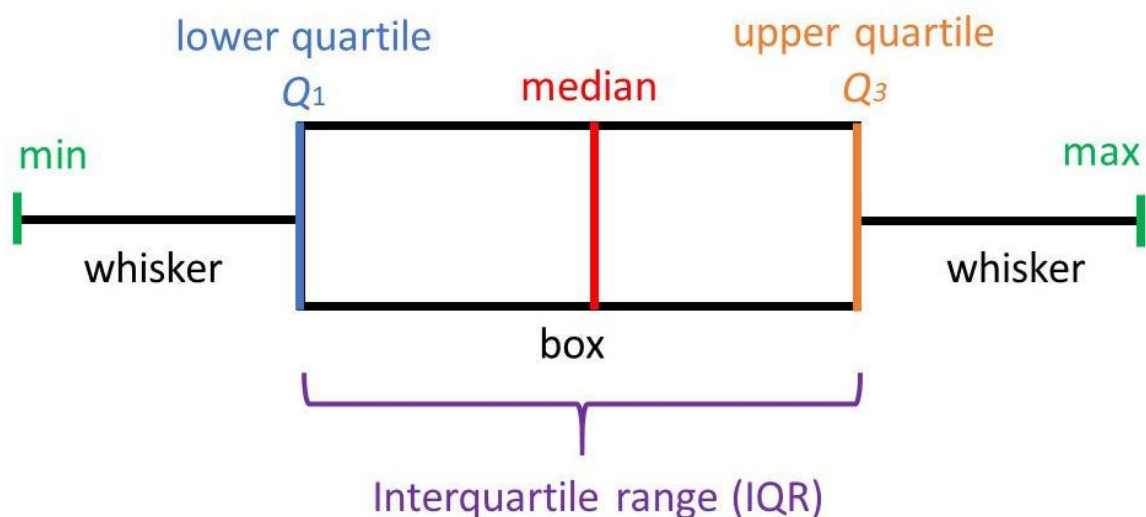 lower quartile
Q1
median
upper quartile
Q3
min
max
whisker
whisker
box
Interquartile range (IQR)